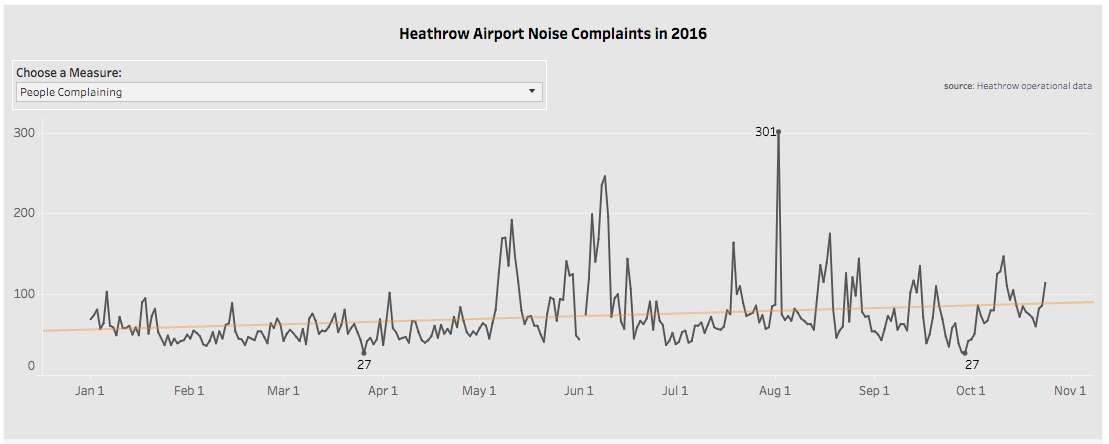 Heathrow Airport Noise Complaints in 2016
Choose a Measure:
People Complaining
source: Heathrow operational data
300
301
200
100
0
27
27
Jan 1
Feb 1
Mar 1
Apr 1
May 1
Jun 1
Jul 1
Aug 1
Sep 1
Oct 1
Nov 1